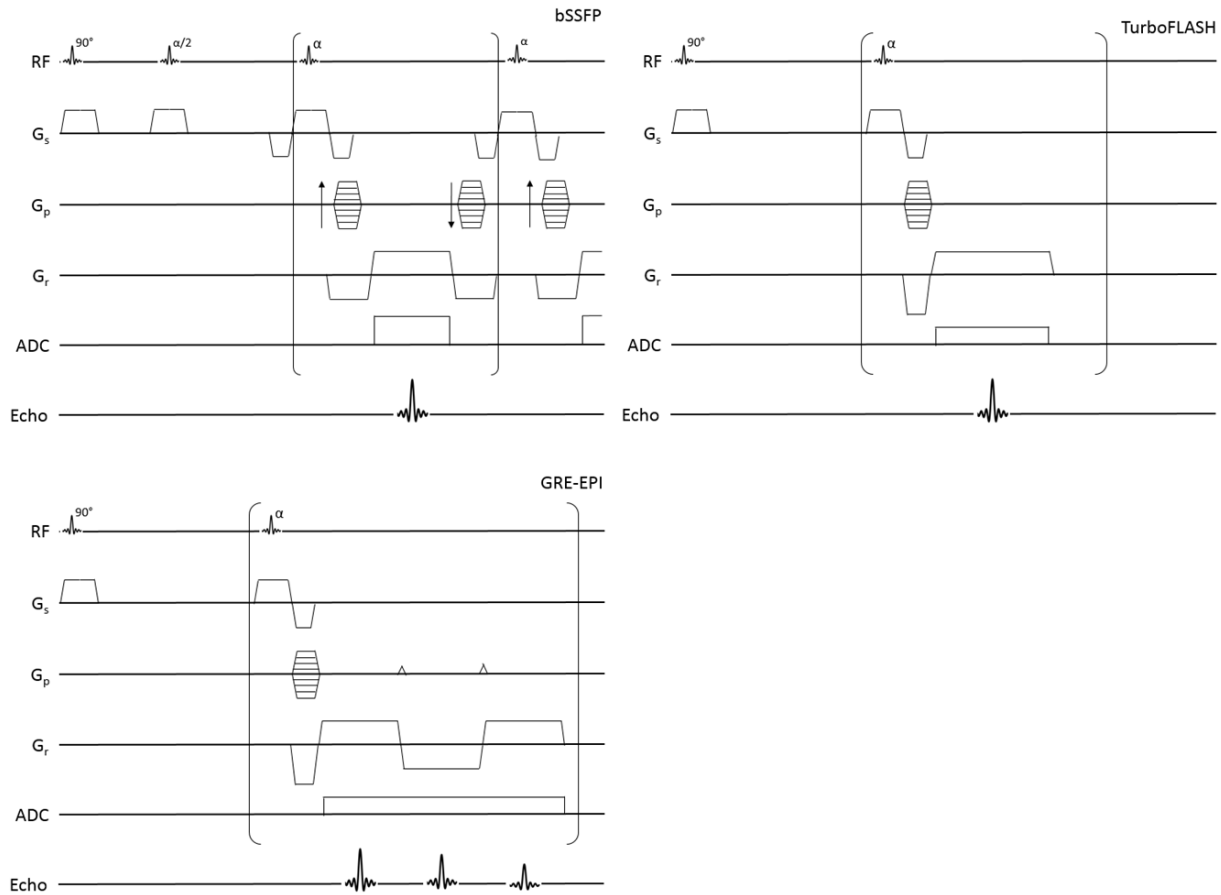 bSSFP
RF 90° α/2 α α
Gs
Gp
Gr
ADC
Echo
TurboFLASH
RF 90° α
Gs
Gp
Gr
ADC
Echo
GRE-EPI
RF 90° α
Gs
Gp
Gr
ADC
Echo